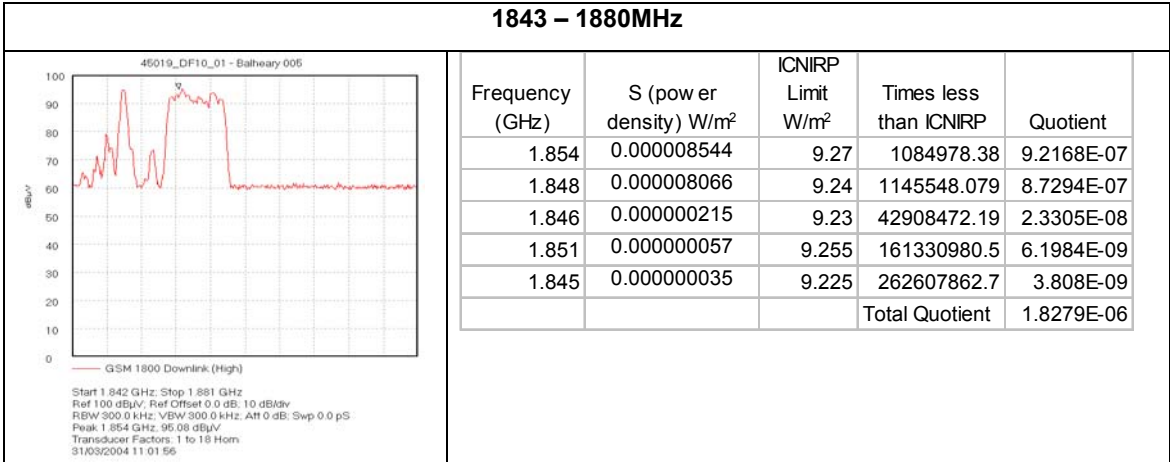 1843 – 1880MHz
45019_DF10_01 - Balheary 005
100
90
80
70
60
50
40
30
20
10
0
dBµV
GSM 1800 Downlink (High)
Start 1.842 GHz; Stop 1.881 GHz
Ref 100 dBµV; Ref Offset 0.0 dB; 10 dB/div
RBW 300.0 kHz; VBW 300.0 kHz; Att 0 dB; Swp 0.0 pS
Peak 1.854 GHz, 95.08 dBµV
Transducer Factors: 1 to 18 Horn
31/03/2004 11:01:56
Frequency (GHz) S (pow er density) W/m² ICNIRP Limit W/m² Times less than ICNIRP Quotient
1.854 0.000008544 9.27 1084978.38 9.2168E-07
1.848 0.000008066 9.24 1145548.079 8.7294E-07
1.846 0.000000215 9.23 42908472.19 2.3305E-08
1.851 0.000000057 9.255 161330980.5 6.1984E-09
1.845 0.000000035 9.225 262607862.7 3.808E-09
Total Quotient 1.8279E-06